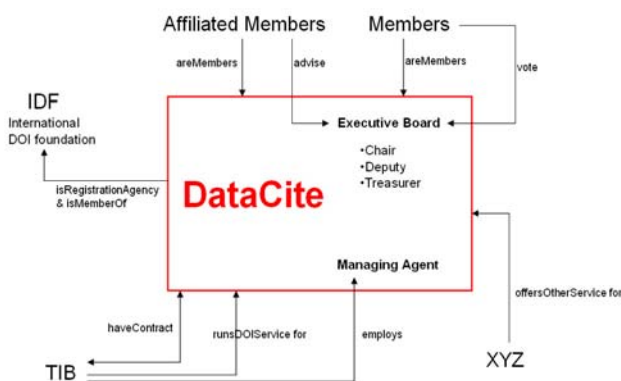 Affiliated Members
Members
areMembers
advise
areMembers
vote
IDF
International
DOI foundation
isRegistrationAgency
& isMemberOf
Executive Board
•Chair
•Deputy
•Treasurer
DataCite
Managing Agent
offersOtherService for
haveContract
runsDOIService for
employs
TIB
XYZ